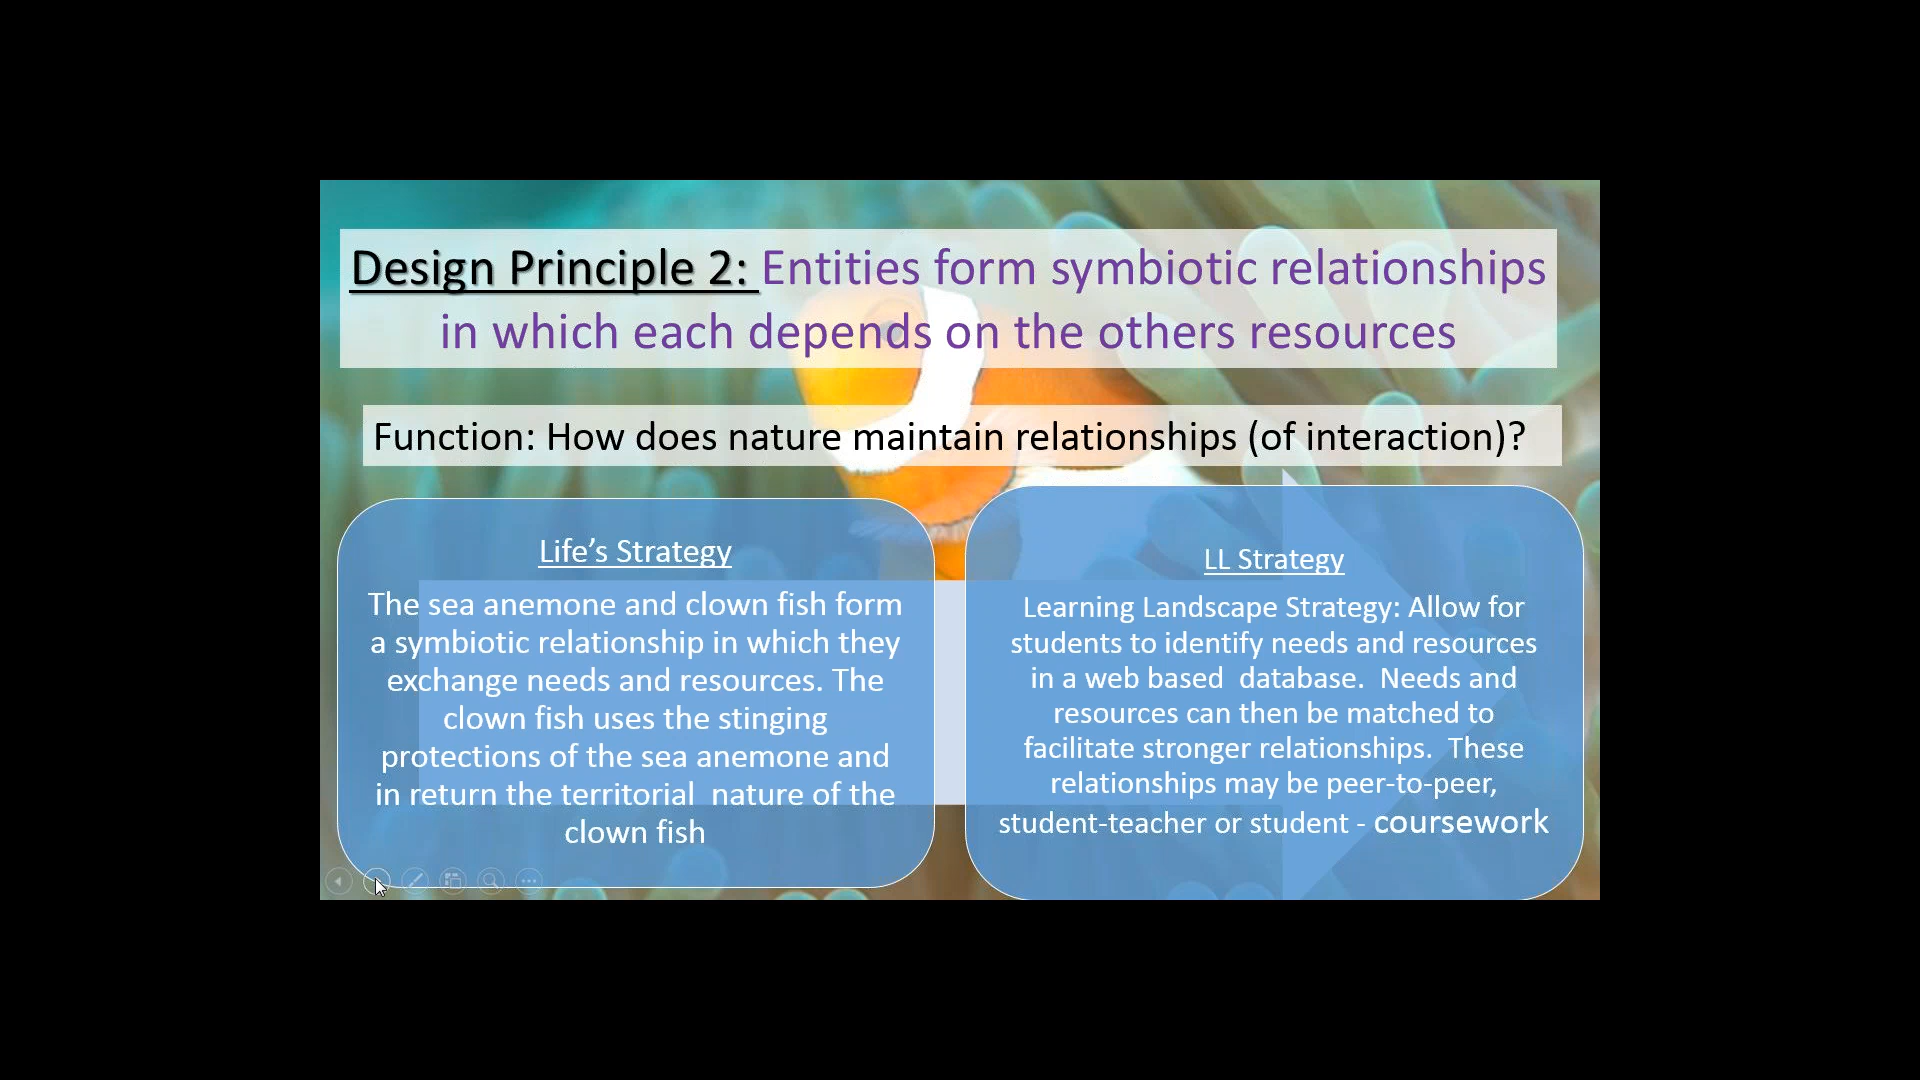 Design Principle 2: Entities form symbiotic relationships
in which each depends on the others resources
Function: How does nature maintain relationships (of interaction)?
Life’s Strategy
The sea anemone and clown fish form
a symbiotic relationship in which they
exchange needs and resources. The
clown fish uses the stinging
protections of the sea anemone and
in return the territorial  nature of the
clown fish
LL Strategy
Learning Landscape Strategy: Allow for
students to identify needs and resources
in a web based  database.  Needs and
resources can then be matched to
facilitate stronger relationships.  These
relationships may be peer-to-peer,
student-teacher or student - coursework